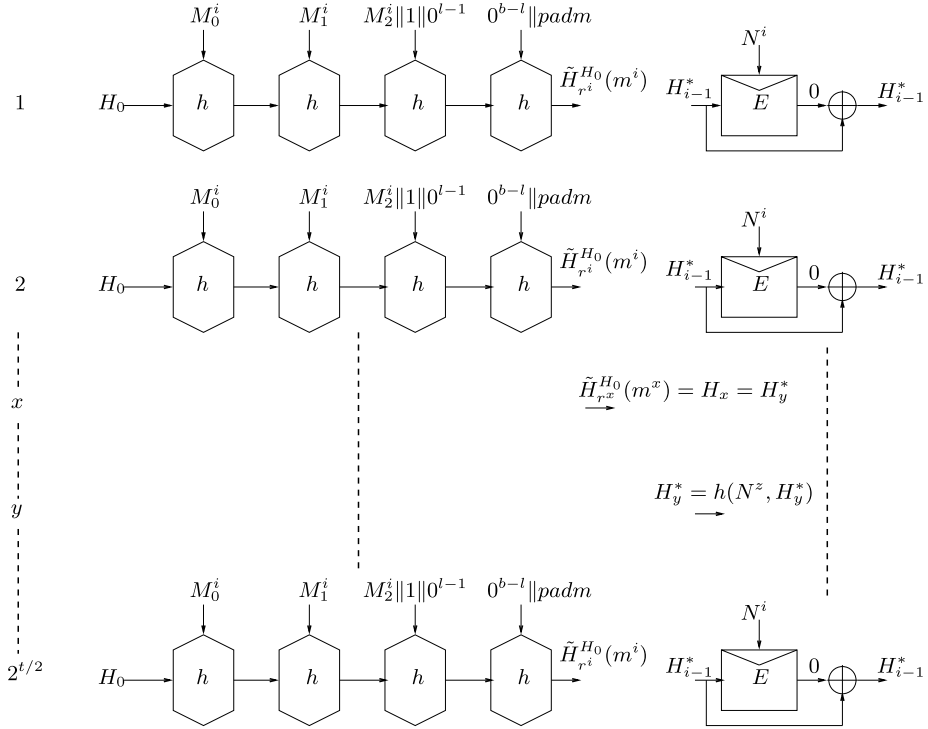 $M_0^i$ $M_1^i$ $M_2^i \| 1 \| 0^{l-1}$ $0^{b-l} \| padm$
$N^i$
1 $H_0$ $h$ $h$ $h$ $h$ $\tilde{H}_{r^i}^{H_0}(m^i)$ $H_{i-1}^*$ $E$ 0 $H_{i-1}^*$
$M_0^i$ $M_1^i$ $M_2^i \| 1 \| 0^{l-1}$ $0^{b-l} \| padm$
$N^i$
2 $H_0$ $h$ $h$ $h$ $h$ $\tilde{H}_{r^i}^{H_0}(m^i)$ $H_{i-1}^*$ $E$ 0 $H_{i-1}^*$
$x$ $\tilde{H}_{r^x}^{H_0}(m^x) = H_x = H_y^*$
$y$ $H_y^* = h(N^z, H_y^*)$
$M_0^i$ $M_1^i$ $M_2^i \| 1 \| 0^{l-1}$ $0^{b-l} \| padm$
$N^i$
$2^{t/2}$ $H_0$ $h$ $h$ $h$ $h$ $\tilde{H}_{r^i}^{H_0}(m^i)$ $H_{i-1}^*$ $E$ 0 $H_{i-1}^*$